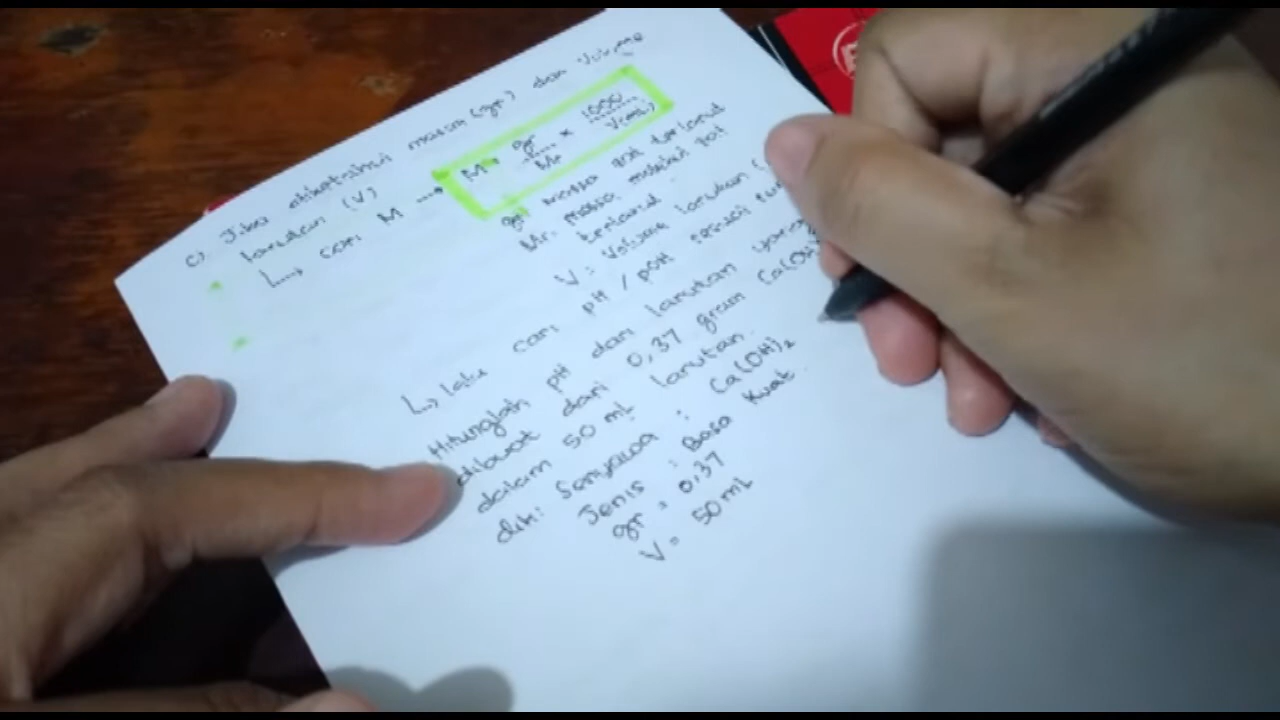 c) Jika diketahui massa (gr) dan Volume
larutan (V)
↳ cari M → M = gr/Mr × 1000/V(mL)
gr: massa zat terlarut
Mr: massa molekul zat
terlarut
V = Volume larutan (
↳ lalu cari pH / pOH sesuai
Hitunglah pH dari larutan yang
dibuat dari 0,37 gram Ca(OH)
dalam 50 mL larutan.
dik: Senyawa : Ca(OH)₂
Jenis : Basa Kuat
gr = 0,37
V = 50 mL